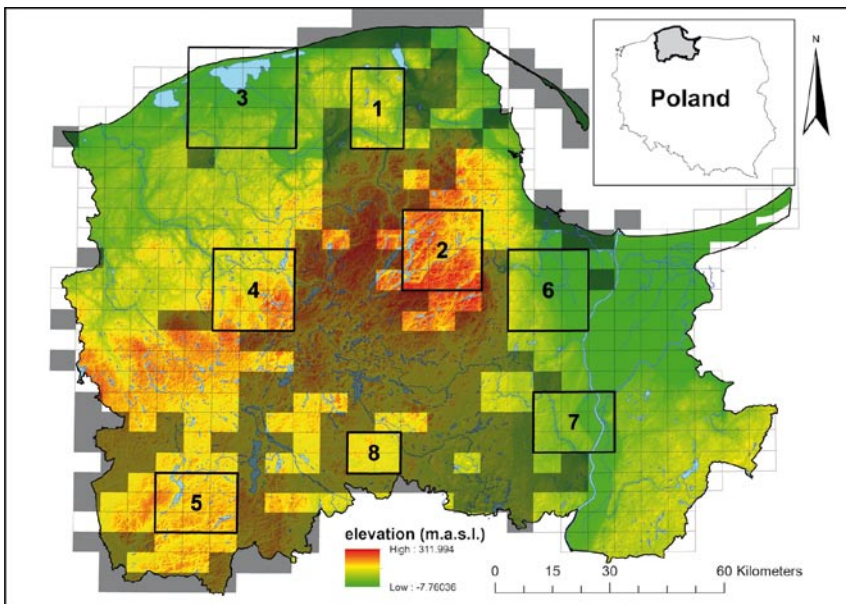 N
Poland
3
1
2
4
6
7
8
5
elevation (m.a.s.l.)
High : 311.994
Low : -7.76036
0 15 30 60 Kilometers